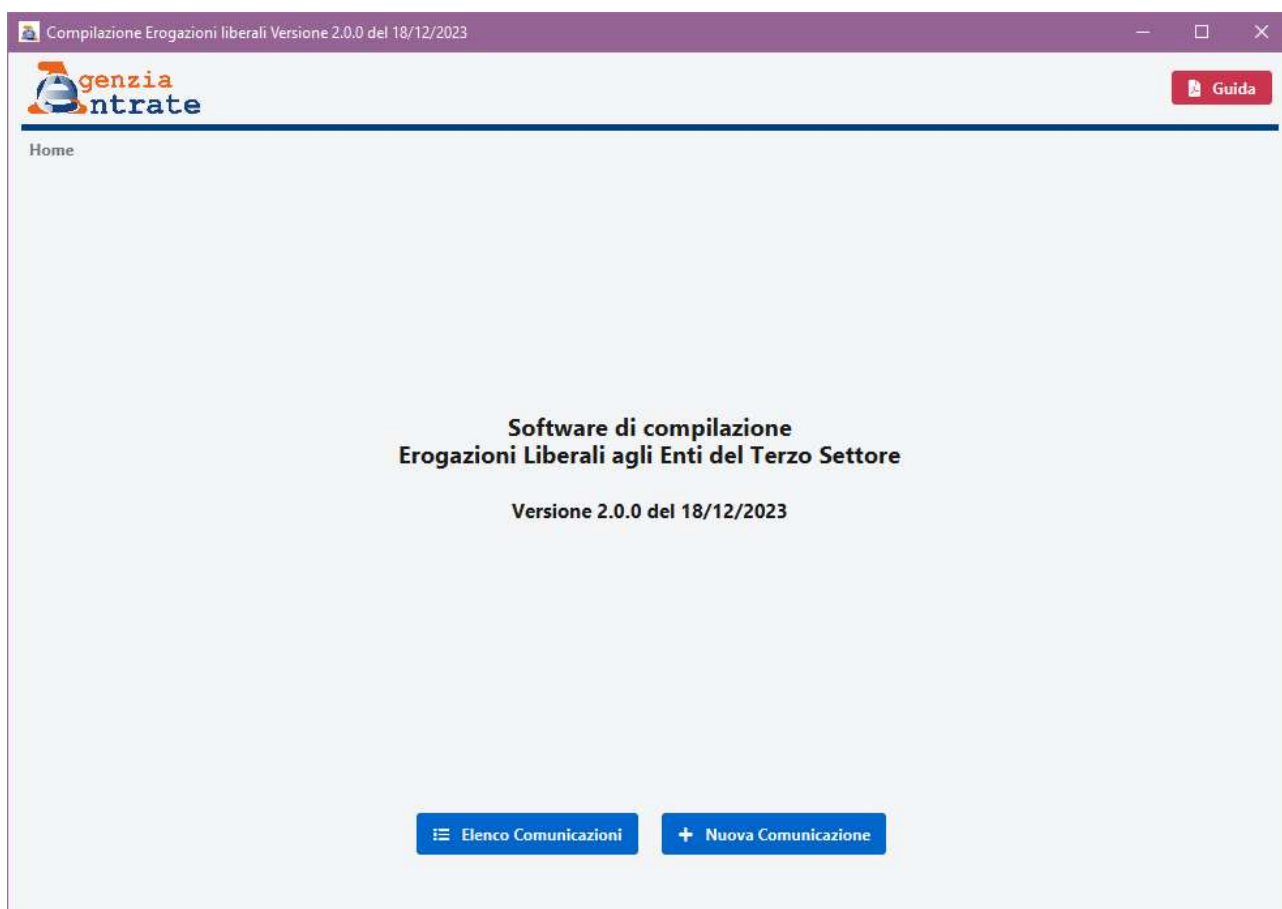 Compilazione Erogazioni liberali Versione 2.0.0 del 18/12/2023
genzia
ntrate
Guida
Home
Software di compilazione
Erogazioni Liberali agli Enti del Terzo Settore
Versione 2.0.0 del 18/12/2023
Elenco Comunicazioni
+ Nuova Comunicazione